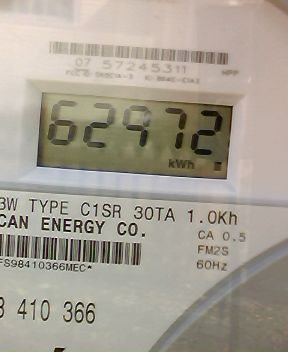 07 57245311
62972
kWh
3W TYPE C1SR 30TA 1.0Kh
CAN ENERGY CO.
CA 0.5
FM2S
60Hz
FS98410366MEC*
8 410 366